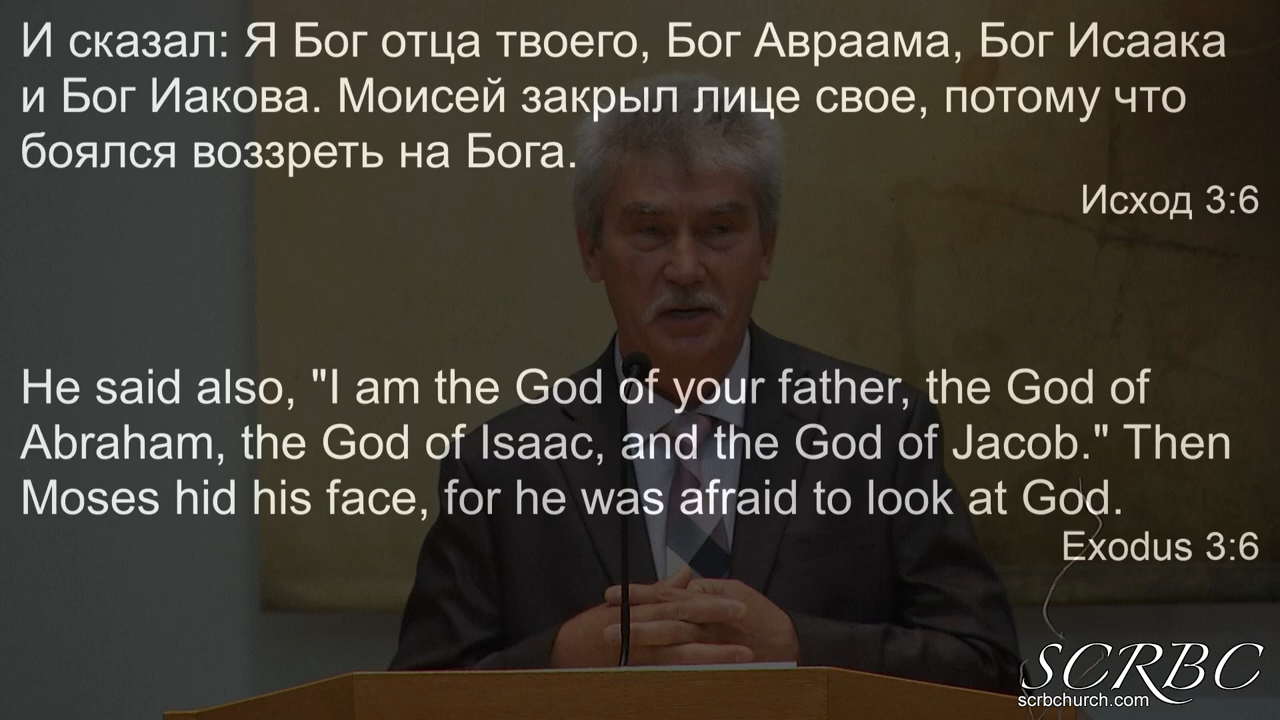 И сказал: Я Бог отца твоего, Бог Авраама, Бог Исаака
и Бог Иакова. Моисей закрыл лице свое, потому что
боялся воззреть на Бога.
Исход 3:6
He said also, "I am the God of your father, the God of
Abraham, the God of Isaac, and the God of Jacob." Then
Moses hid his face, for he was afraid to look at God.
Exodus 3:6
SCRBC
scrbchurch.com